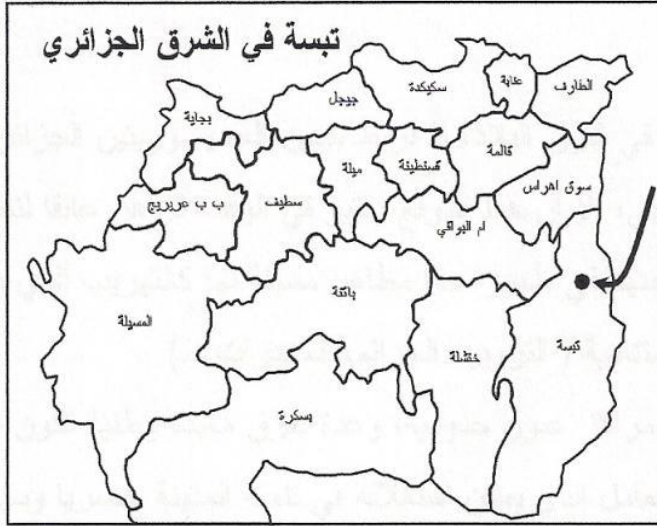 تبسة في الشرق الجزائري
الطارف
عنابة
سكيكدة
جيجل
بجاية
قالمة
قسنطينة
ميلة
سوق اهراس
سطيف
ب ب عريريج
ام البواقي
باتنة
المسيلة
تبسة
خنشلة
بسكرة